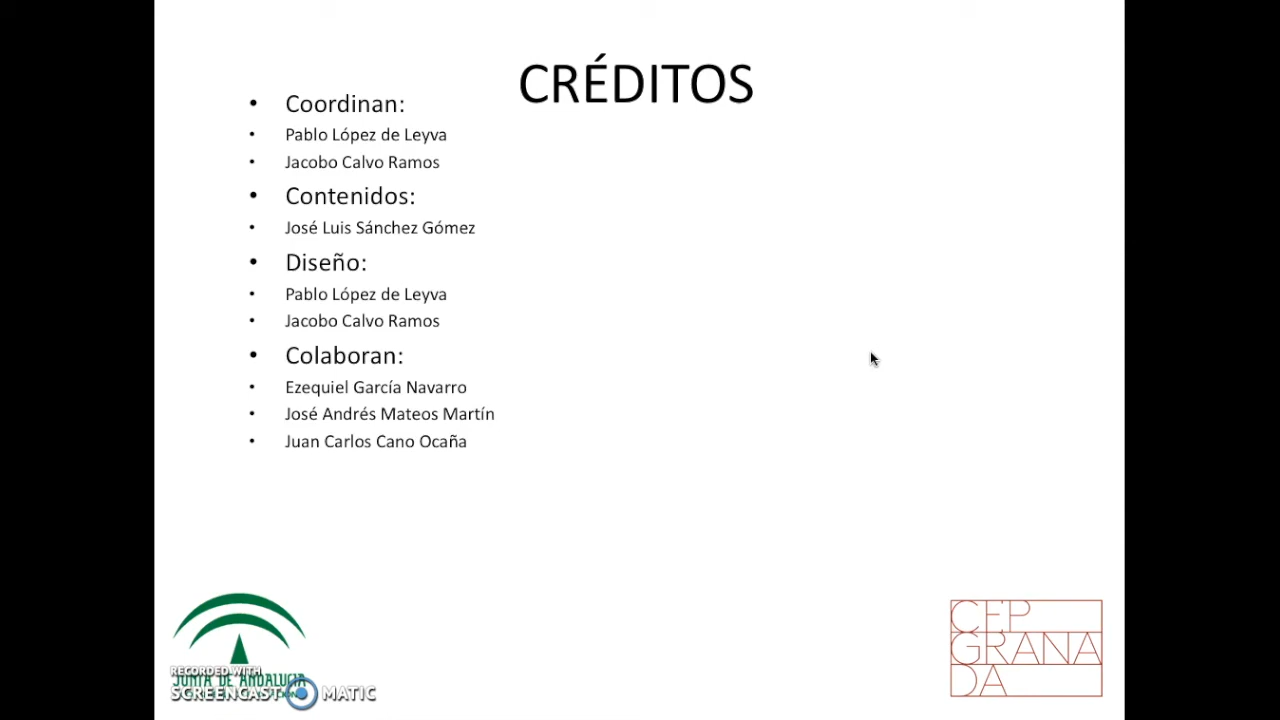 CRÉDITOS
• Coordinan:
• Pablo López de Leyva
• Jacobo Calvo Ramos
• Contenidos:
• José Luis Sánchez Gómez
• Diseño:
• Pablo López de Leyva
• Jacobo Calvo Ramos
• Colaboran:
• Ezequiel García Navarro
• José Andrés Mateos Martín
• Juan Carlos Cano Ocaña
RECORDED WITH
JUNTA DE ANDALUCIA
SCREENCAST MATIC
CEP
GRANA
DA